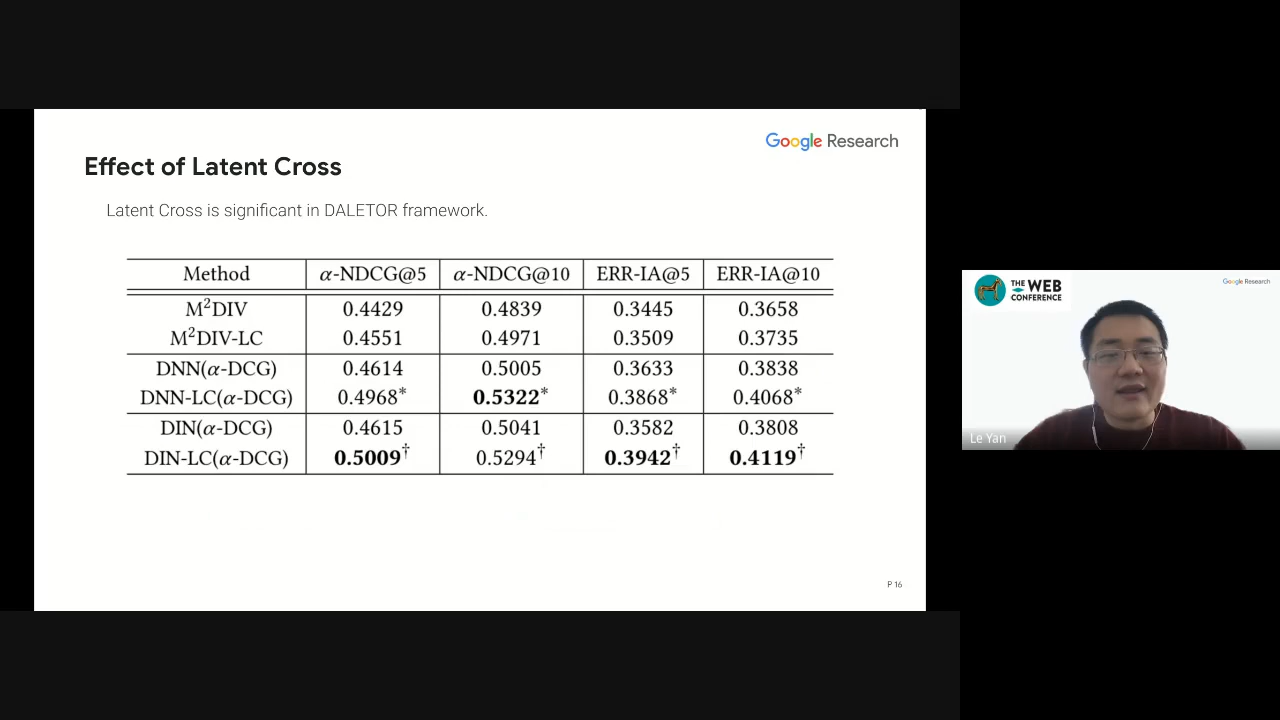 Google Research
Effect of Latent Cross
Latent Cross is significant in DALETOR framework.
Method α-NDCG@5 α-NDCG@10 ERR-IA@5 ERR-IA@10
M²DIV 0.4429 0.4839 0.3445 0.3658
M²DIV-LC 0.4551 0.4971 0.3509 0.3735
DNN(α-DCG) 0.4614 0.5005 0.3633 0.3838
DNN-LC(α-DCG) 0.4968* 0.5322* 0.3868* 0.4068*
DIN(α-DCG) 0.4615 0.5041 0.3582 0.3808
DIN-LC(α-DCG) 0.5009† 0.5294† 0.3942† 0.4119†
P 16
THE WEB
CONFERENCE
Google Research
Le Yan